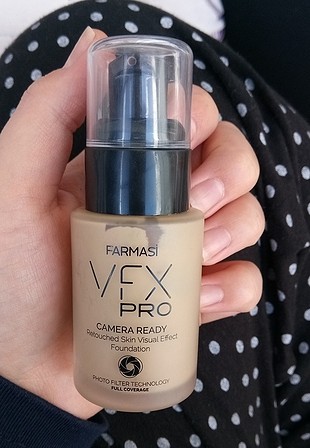 FARMASİ
VFX
PRO
CAMERA READY
Retouched Skin Visual Effect
Foundation
PHOTO FILTER TECHNOLOGY
FULL COVERAGE